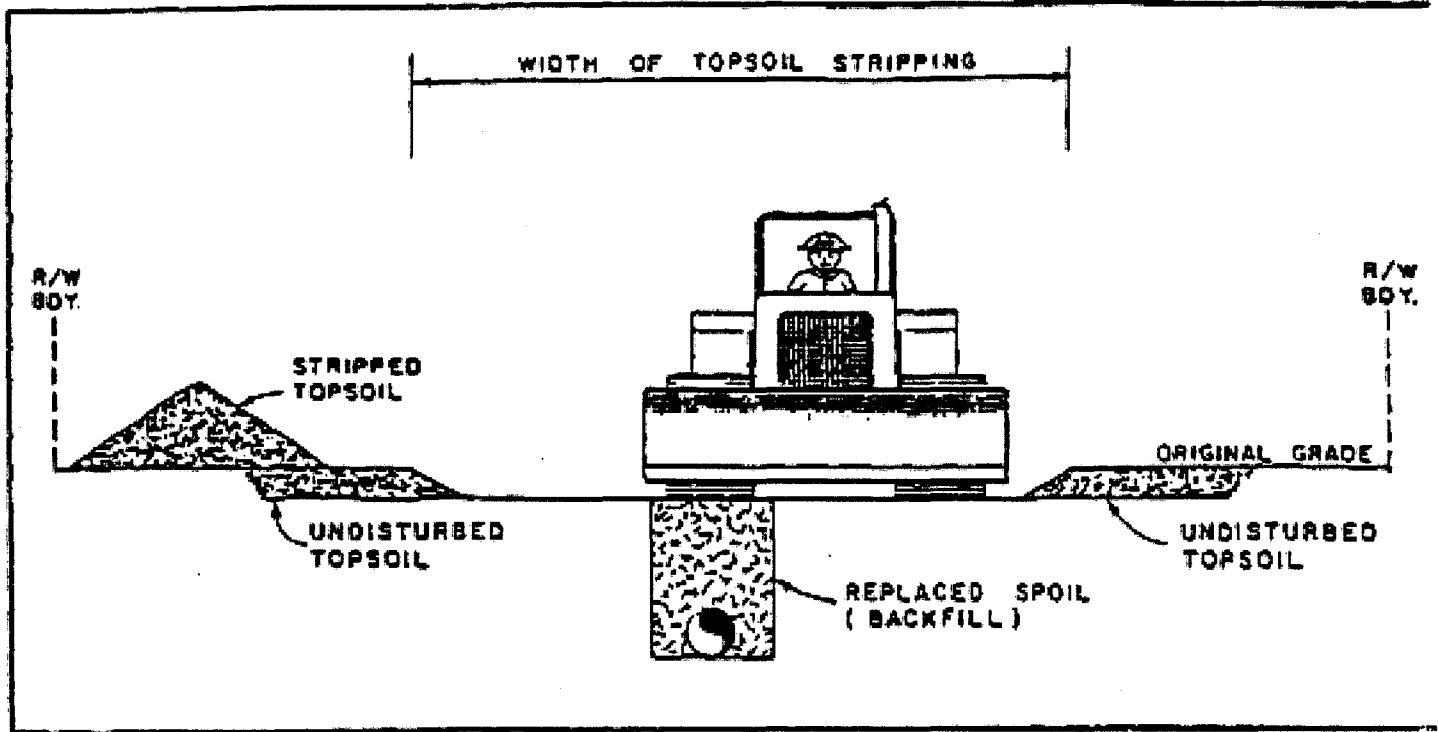 WIDTH OF TOPSOIL STRIPPING
R/W
BDY.
R/W
BDY.
STRIPPED
TOPSOIL
ORIGINAL GRADE
UNDISTURBED
TOPSOIL
UNDISTURBED
TOPSOIL
REPLACED SPOIL
( BACKFILL )